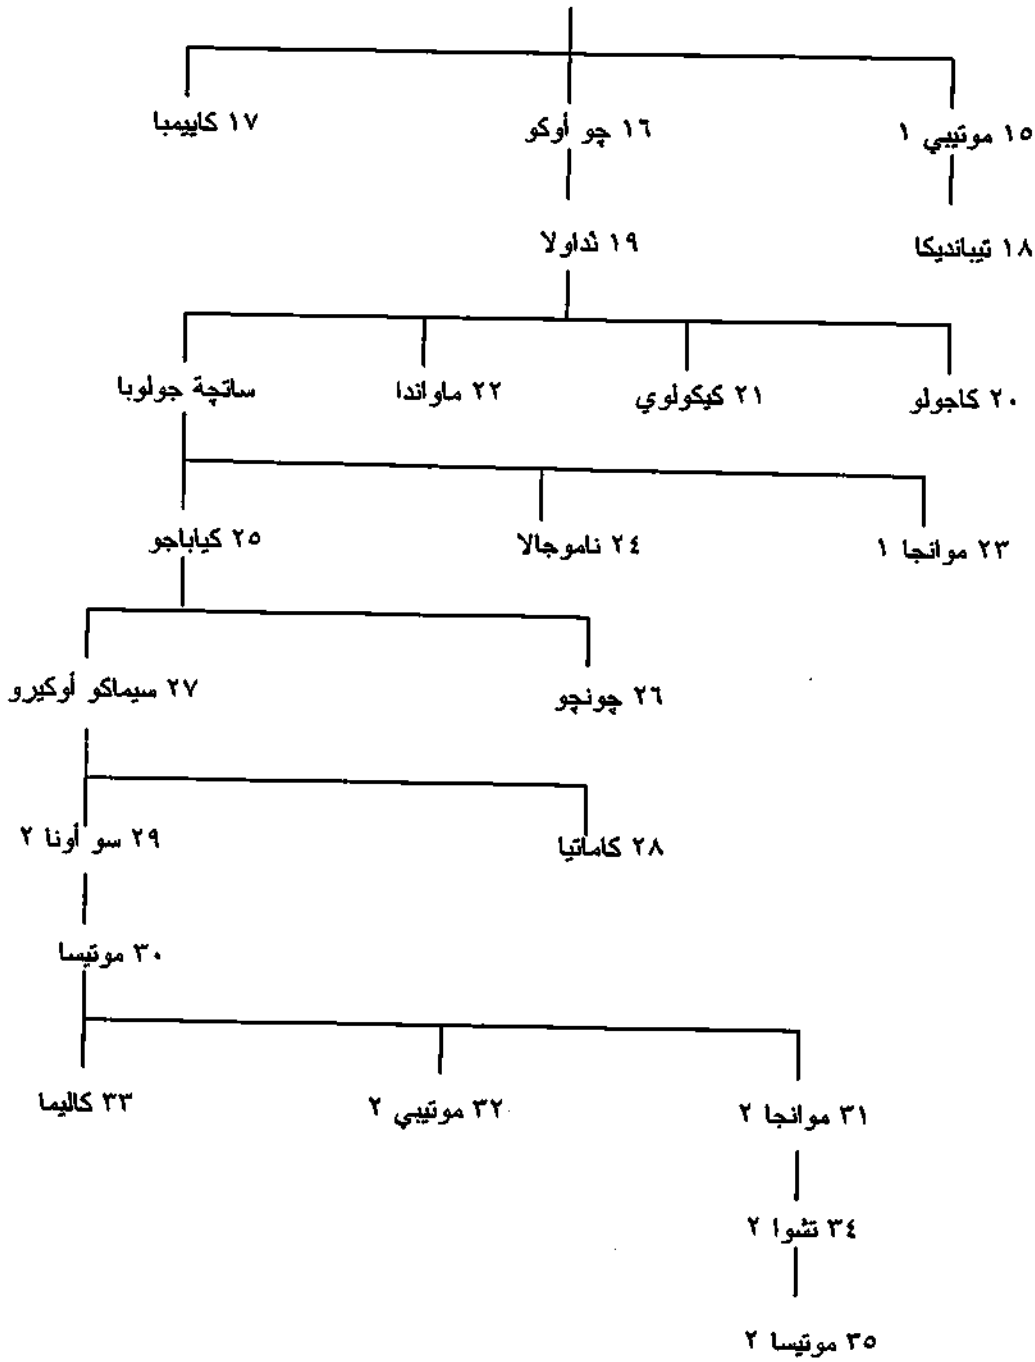 ١٥ موتيبي ١
١٦ چو أوكو
١٧ كاييمبا
١٨ تيبانديكا
١٩ نداولا
٢٠ كاجولو
٢١ كيكولوي
٢٢ ماواندا
ساتچة جولوبا
٢٣ موانجا ١
٢٤ ناموجالا
٢٥ كياباجو
٢٦ چونچو
٢٧ سيماكو أوكيرو
٢٨ كاماتيا
٢٩ سو أونا ٢
٣٠ موتيسا
٣١ موانجا ٢
٣٢ موتيبي ٢
٣٣ كاليما
٣٤ تشوا ٢
٣٥ موتيسا ٢